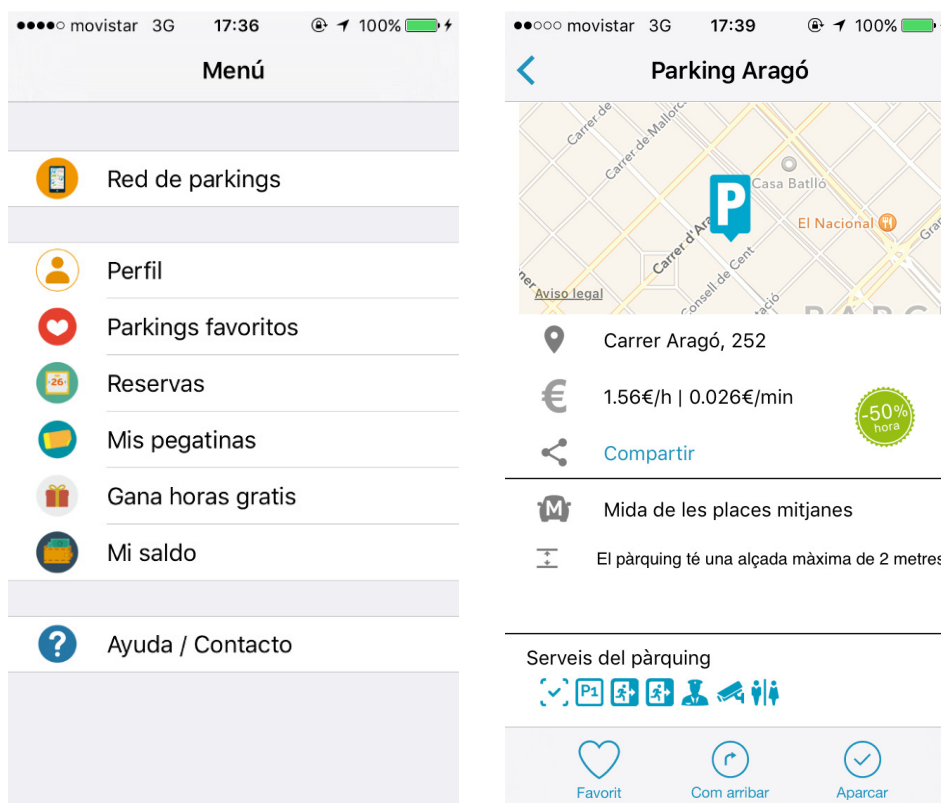 movistar 3G 17:36 100%
Menú
Red de parkings
Perfil
Parkings favoritos
26
Reservas
Mis pegatinas
Gana horas gratis
Mi saldo
?
Ayuda / Contacto
movistar 3G 17:39 100%
Parking Aragó
Carrer de
Carrer de Mallorc
Casa Batlló
P
El Nacional
Carrer d'Ara
Gran
Consell de Cent
Aviso legal
Carrer Aragó, 252
€
1.56€/h | 0.026€/min
-50%
hora
Compartir
M
Mida de les places mitjanes
El pàrquing té una alçada màxima de 2 metres
Serveis del pàrquing
P1
Favorit
Com arribar
Aparcar